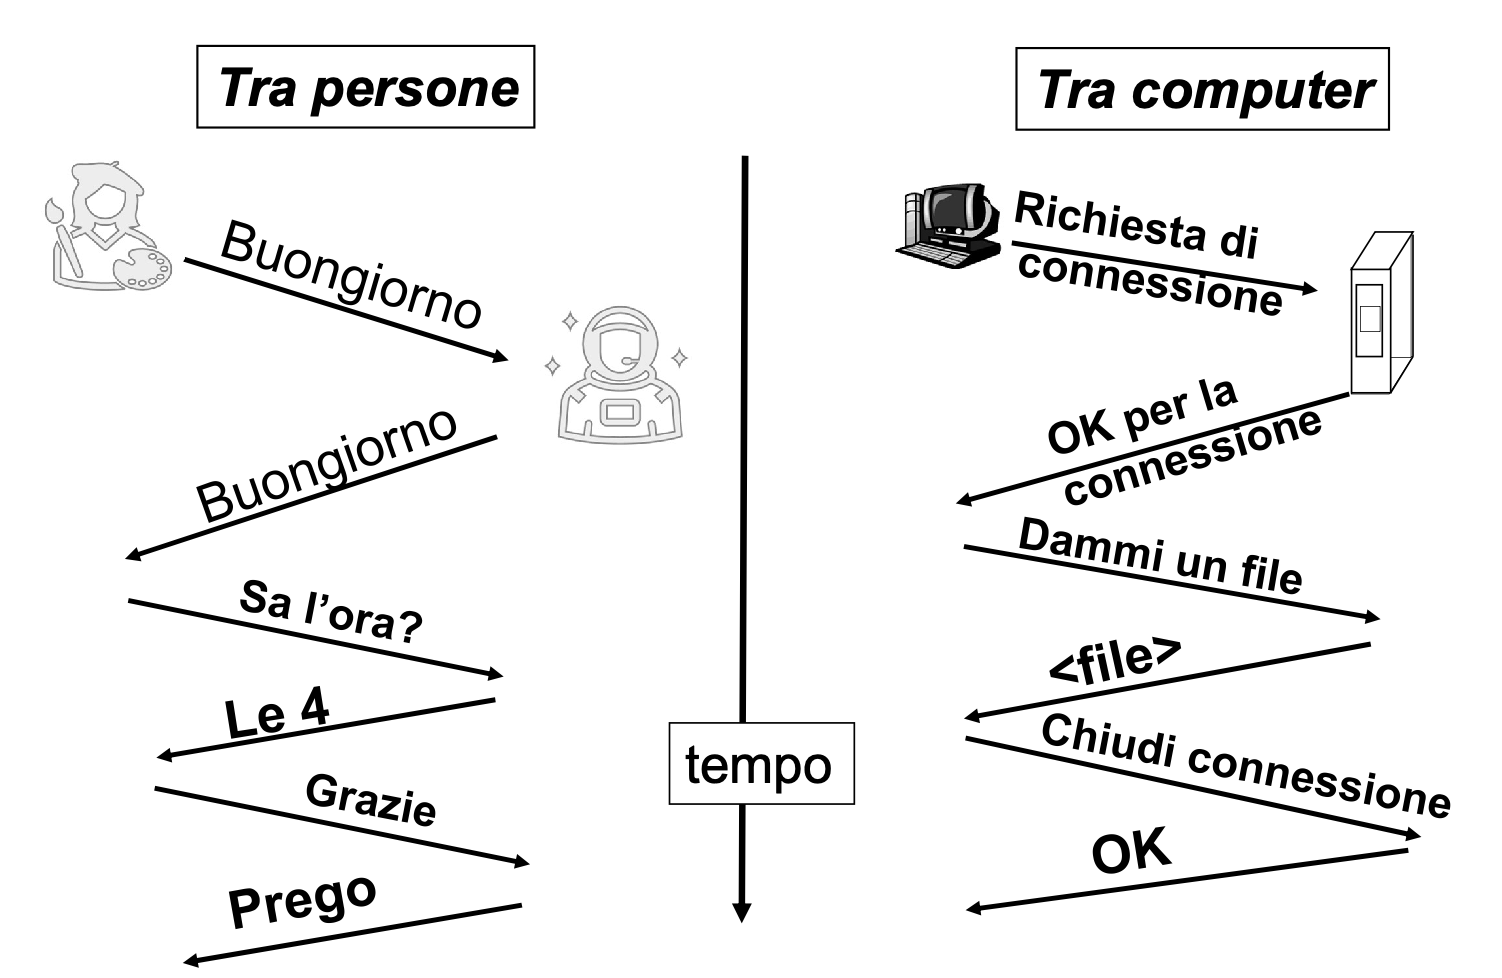 Tra persone
Buongiorno
Buongiorno
Sa l’ora?
Le 4
Grazie
Prego
tempo
Tra computer
Richiesta di
connessione
OK per la
connessione
Dammi un file
<file>
Chiudi connessione
OK